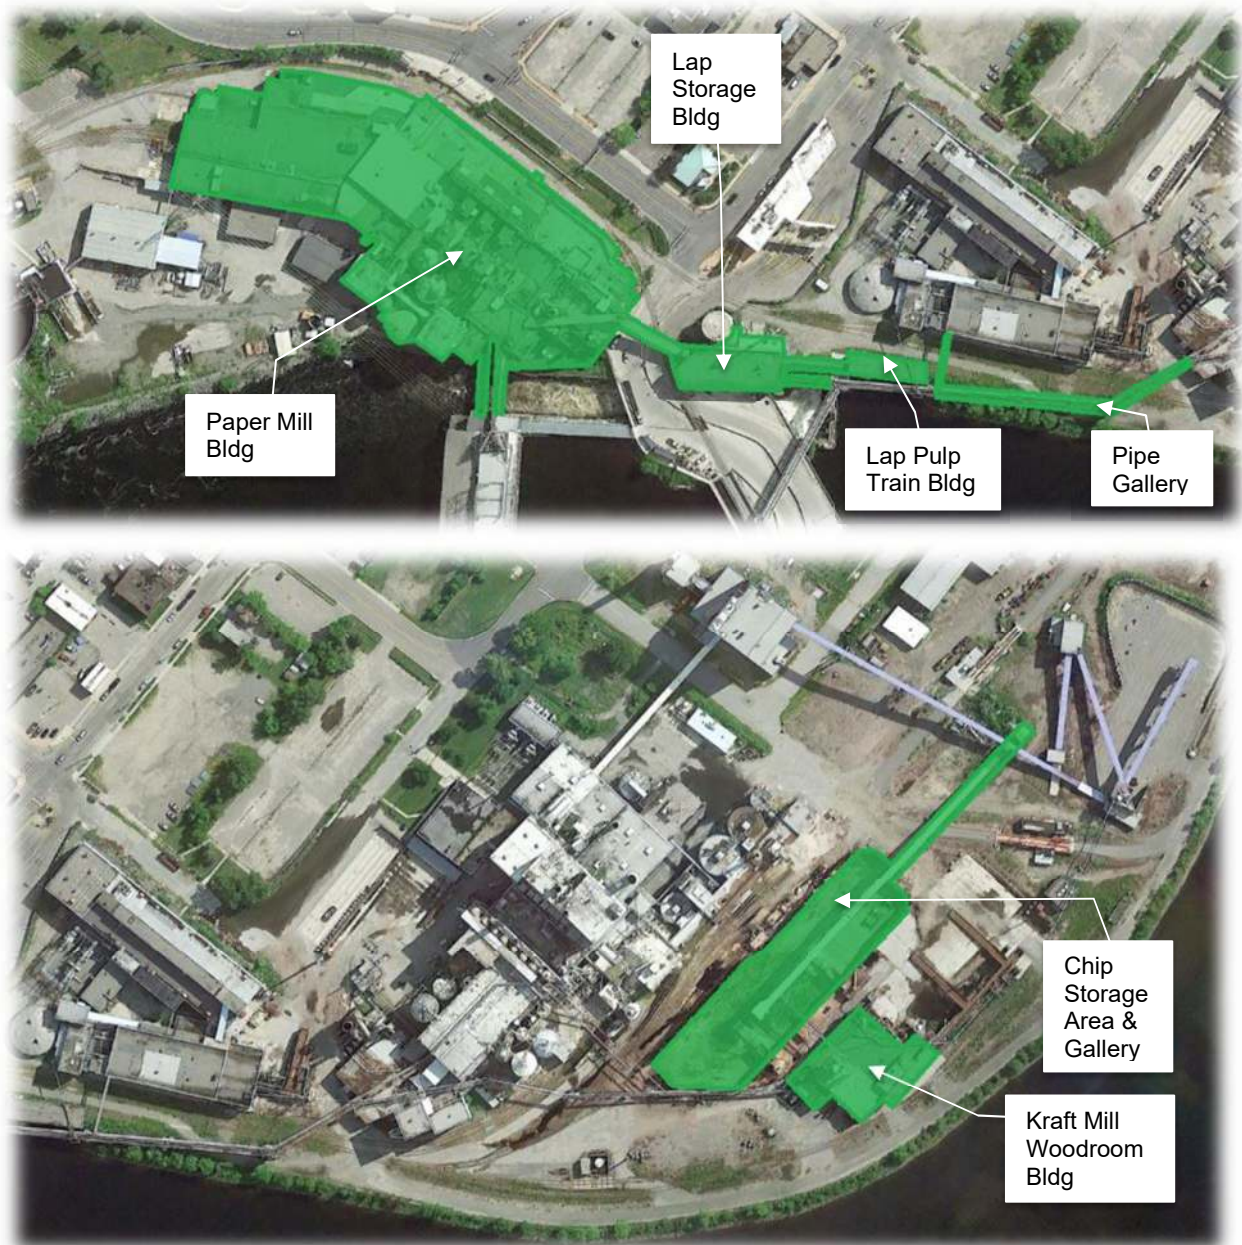 Lap
Storage
Bldg
Paper Mill
Bldg
Lap Pulp
Train Bldg
Pipe
Gallery
Chip
Storage
Area &
Gallery
Kraft Mill
Woodroom
Bldg